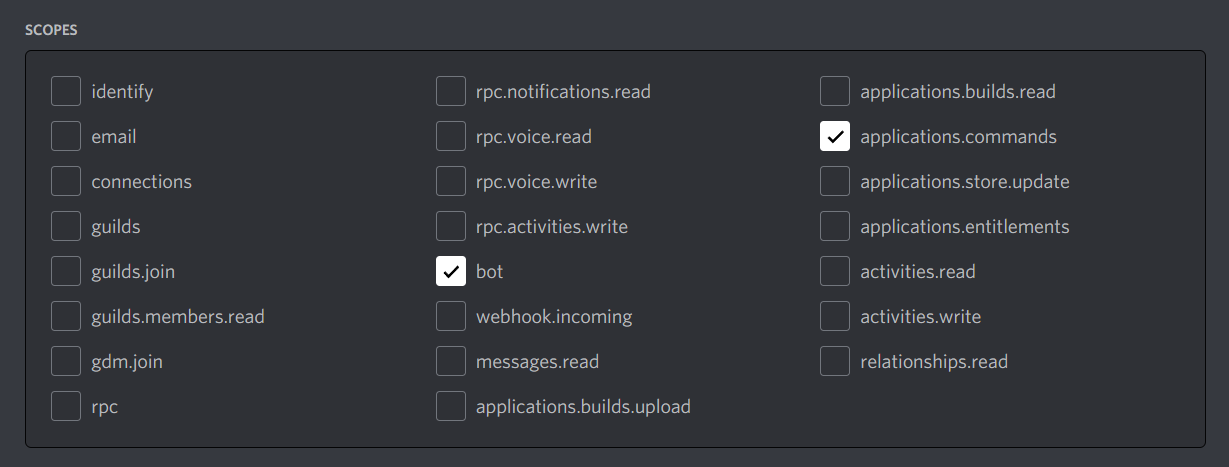 SCOPES
identify
email
connections
guilds
guilds.join
guilds.members.read
gdm.join
rpc
rpc.notifications.read
rpc.voice.read
rpc.voice.write
rpc.activities.write
bot
webhook.incoming
messages.read
applications.builds.upload
applications.builds.read
applications.commands
applications.store.update
applications.entitlements
activities.read
activities.write
relationships.read